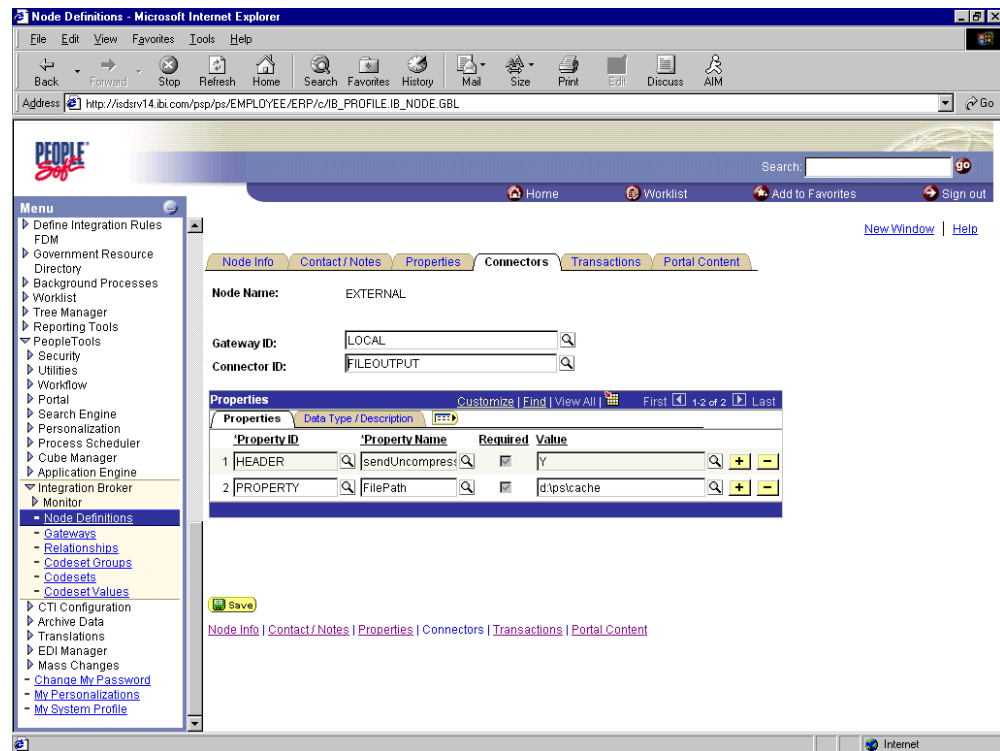 Node Definitions - Microsoft Internet Explorer
File Edit View Favorites Tools Help
Back Forward Stop Refresh Home Search Favorites History Mail Size Print Edit Discuss AIM
Address http://isdsrv14.ibi.com/psp/ps/EMPLOYEE/ERP/c/IB_PROFILE.IB_NODE.GBL Go
PEOPLE
Soft
Search: go
Home Worklist Add to Favorites Sign out
Menu
Define Integration Rules
FDM
Government Resource
Directory
Background Processes
Worklist
Tree Manager
Reporting Tools
PeopleTools
Security
Utilities
Workflow
Portal
Search Engine
Personalization
Process Scheduler
Cube Manager
Application Engine
Integration Broker
Monitor
Node Definitions
Gateways
Relationships
Codeset Groups
Codesets
Codeset Values
CTI Configuration
Archive Data
Translations
EDI Manager
Mass Changes
Change My Password
My Personalizations
My System Profile
New Window | Help
Node Info Contact / Notes Properties Connectors Transactions Portal Content
Node Name: EXTERNAL
Gateway ID: LOCAL
Connector ID: FILEOUTPUT
Properties Customize | Find | View All | First 1-2 of 2 Last
Properties Data Type / Description
*Property ID *Property Name Required Value
1 HEADER sendUncompress Y + -
2 PROPERTY FilePath d:\ps\cache + -
Save
Node Info | Contact / Notes | Properties | Connectors | Transactions | Portal Content
Internet